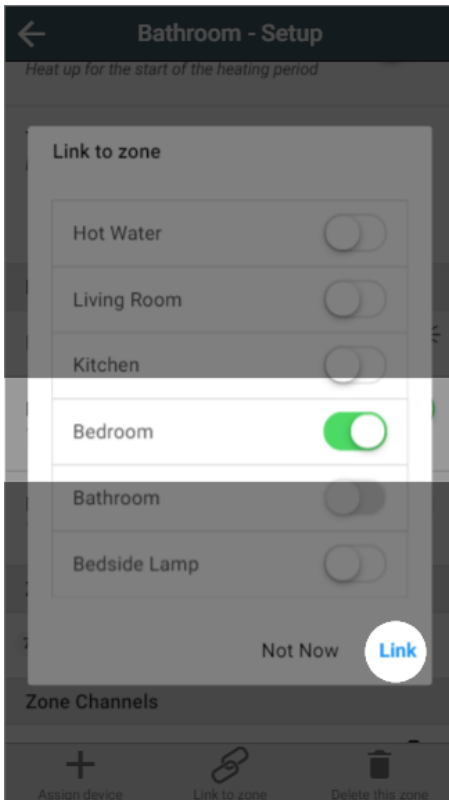 Bathroom - Setup
Heat up for the start of the heating period
Link to zone
Hot Water
Living Room
Kitchen
Bedroom
Bathroom
Bedside Lamp
Not Now Link
Zone Channels
Assign device Link to zone Delete this zone